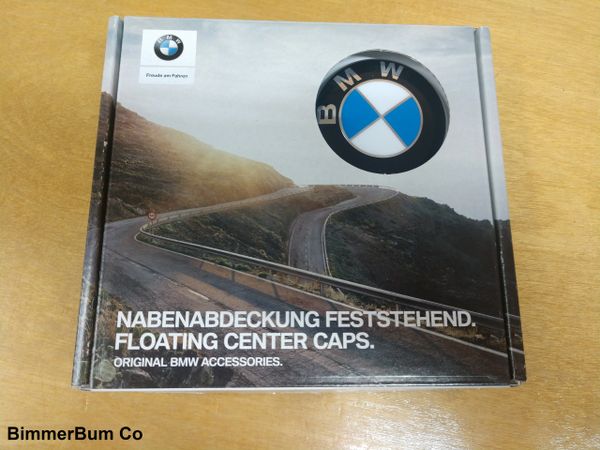 BMW
Freude am Fahren
BMW
NABENABDECKUNG FESTSTEHEND.
FLOATING CENTER CAPS.
ORIGINAL BMW ACCESSORIES.
BimmerBum Co